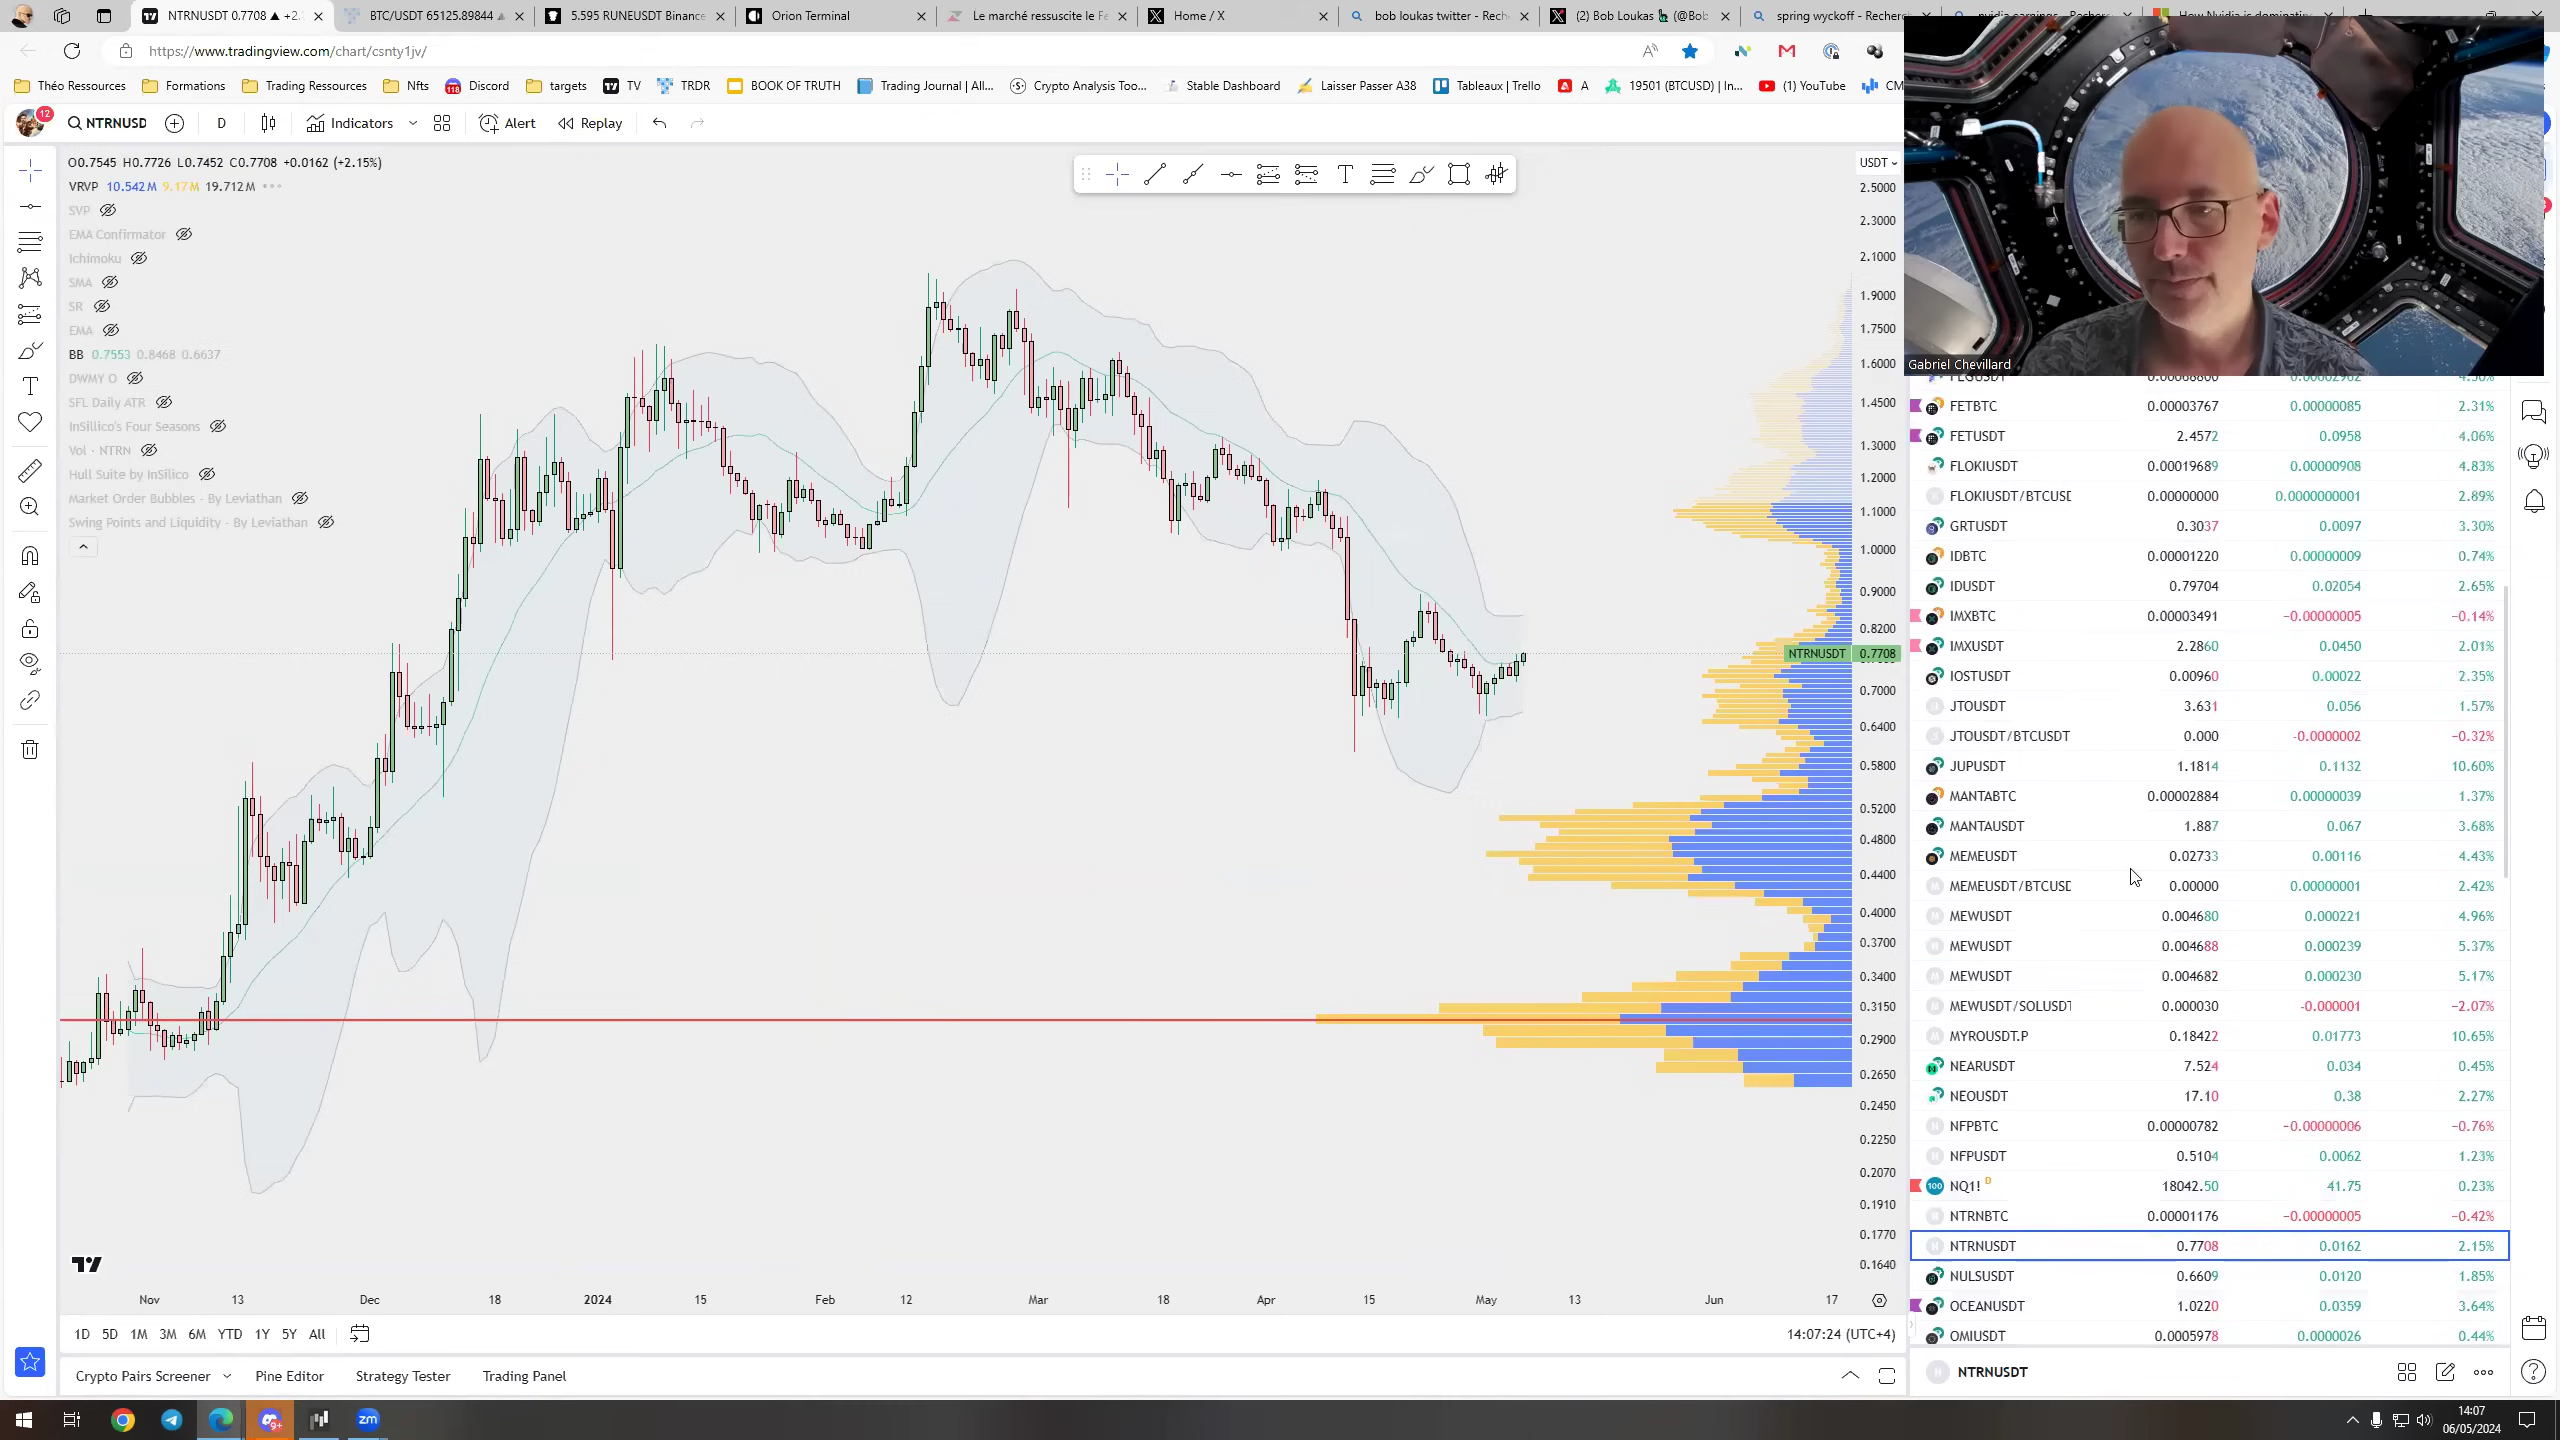 NTRNUSDT 0.7708 ▲ +2.
BTC/USDT 65125.89844
5.595 RUNEUSDT Binance
Orion Terminal
Le marché ressuscite le Fe
Home / X
bob loukas twitter - Rech
(2) Bob Loukas (@Bob
spring wyckoff - Recherc
https://www.tradingview.com/chart/csnty1jv/
Théo Ressources
Formations
Trading Ressources
Nfts
Discord
targets
TV
TRDR
BOOK OF TRUTH
Trading Journal | All...
Crypto Analysis Too...
Stable Dashboard
Laisser Passer A38
Tableaux | Trello
A
19501 (BTCUSD) | In...
(1) YouTube
CM
12
NTRNUSD
D
Indicators
Alert
Replay
O0.7545 H0.7726 L0.7452 C0.7708 +0.0162 (+2.15%)
VRVP 10.542M 9.17M 19.712M
SVP
EMA Confirmator
Ichimoku
SMA
SR
EMA
BB 0.7553 0.8468 0.6637
DWMY O
SFL Daily ATR
InSillico's Four Seasons
Vol · NTRN
Hull Suite by InSilico
Market Order Bubbles - By Leviathan
Swing Points and Liquidity - By Leviathan
USDT
2.5000
2.3000
2.1000
1.9000
1.7500
1.6000
1.4500
1.3000
1.2000
1.1000
1.0000
0.9000
0.8200
NTRNUSDT 0.7708
0.7000
0.6400
0.5800
0.5200
0.4800
0.4400
0.4000
0.3700
0.3400
0.3150
0.2900
0.2650
0.2450
0.2250
0.2070
0.1910
0.1770
0.1640
Nov 13 Dec 18 2024 15 Feb 12 Mar 18 Apr 15 May 13 Jun 17
1D 5D 1M 3M 6M YTD 1Y 5Y All
14:07:24 (UTC+4)
Crypto Pairs Screener
Pine Editor
Strategy Tester
Trading Panel
Gabriel Chevillard
FETBTC 0.00003767 0.00000085 2.31%
FETUSDT 2.4572 0.0958 4.06%
FLOKIUSDT 0.00019689 0.00000908 4.83%
FLOKIUSDT/BTCUSD 0.00000000 0.0000000001 2.89%
GRTUSDT 0.3037 0.0097 3.30%
IDBTC 0.00001220 0.00000009 0.74%
IDUSDT 0.79704 0.02054 2.65%
IMXBTC 0.00003491 −0.00000005 −0.14%
IMXUSDT 2.2860 0.0450 2.01%
IOSTUSDT 0.00960 0.00022 2.35%
JTOUSDT 3.631 0.056 1.57%
JTOUSDT/BTCUSDT 0.000 −0.0000002 −0.32%
JUPUSDT 1.1814 0.1132 10.60%
MANTABTC 0.00002884 0.00000039 1.37%
MANTAUSDT 1.887 0.067 3.68%
MEMEUSDT 0.02733 0.00116 4.43%
MEMEUSDT/BTCUSD 0.00000 0.00000001 2.42%
MEWUSDT 0.004680 0.000221 4.96%
MEWUSDT 0.004688 0.000239 5.37%
MEWUSDT 0.004682 0.000230 5.17%
MEWUSDT/SOLUSDT 0.000030 −0.000001 −2.07%
MYROUSDT.P 0.18422 0.01773 10.65%
NEARUSDT 7.524 0.034 0.45%
NEOUSDT 17.10 0.38 2.27%
NFPBTC 0.00000782 −0.00000006 −0.76%
NFPUSDT 0.5104 0.0062 1.23%
100 NQ1! D 18042.50 41.75 0.23%
NTRNBTC 0.00001176 −0.00000005 −0.42%
NTRNUSDT 0.7708 0.0162 2.15%
NULSUSDT 0.6609 0.0120 1.85%
OCEANUSDT 1.0220 0.0359 3.64%
OMIUSDT 0.0005978 0.0000026 0.44%
NTRNUSDT
9+
zm
14:07
06/05/2024